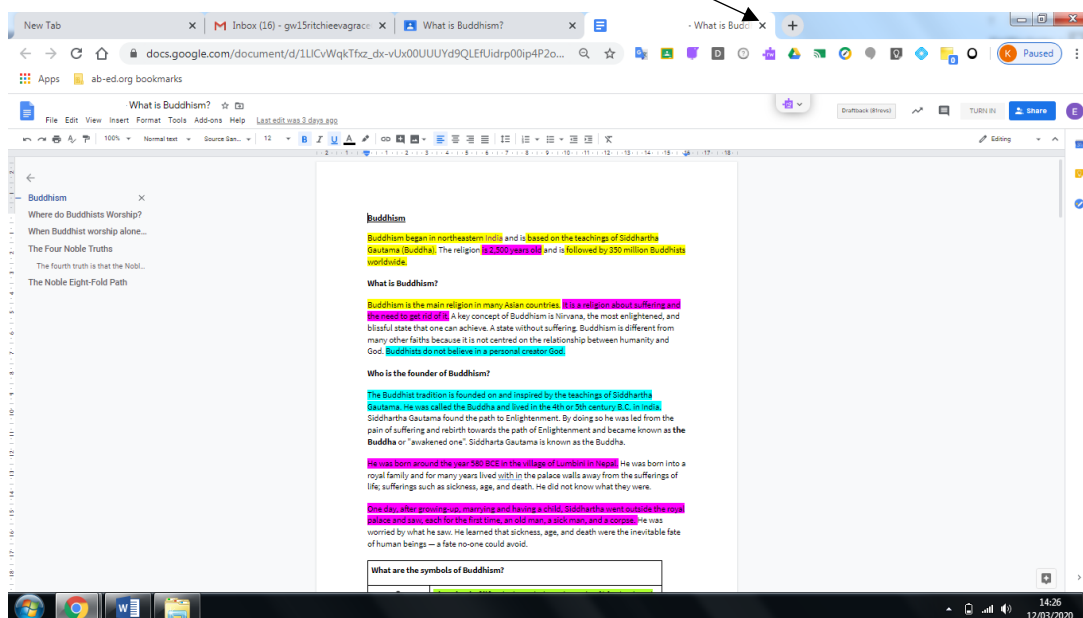 New Tab
Inbox (16) - gw15ritchieevagrace
What is Buddhism?
- What is Budd
docs.google.com/document/d/1LICvWqkTfxz_dx-vUx00UUUYd9QLEfUidrp00ip4P2o...
Paused
Apps
ab-ed.org bookmarks
What is Buddhism?
File Edit View Insert Format Tools Add-ons Help Last edit was 3 days ago
TURN IN
Share
E
100% Normal text Source San... 12
Editing
Buddhism
Where do Buddhists Worship?
When Buddhist worship alone...
The Four Noble Truths
The fourth truth is that the Nobl...
The Noble Eight-Fold Path
Buddhism
Buddhism began in northeastern India and is based on the teachings of Siddhartha
Gautama (Buddha). The religion is 2,500 years old and is followed by 350 million Buddhists
worldwide.
What is Buddhism?
Buddhism is the main religion in many Asian countries. It is a religion about suffering and
the need to get rid of it. A key concept of Buddhism is Nirvana, the most enlightened, and
blissful state that one can achieve. A state without suffering. Buddhism is different from
many other faiths because it is not centred on the relationship between humanity and
God. Buddhists do not believe in a personal creator God.
Who is the founder of Buddhism?
The Buddhist tradition is founded on and inspired by the teachings of Siddhartha
Gautama. He was called the Buddha and lived in the 4th or 5th century B.C. in India.
Siddhartha Gautama found the path to Enlightenment. By doing so he was led from the
pain of suffering and rebirth towards the path of Enlightenment and became known as the
Buddha or "awakened one". Siddharta Gautama is known as the Buddha.
He was born around the year 580 BCE in the village of Lumbini in Nepal. He was born into a
royal family and for many years lived with in the palace walls away from the sufferings of
life; sufferings such as sickness, age, and death. He did not know what they were.
One day, after growing-up, marrying and having a child, Siddhartha went outside the royal
palace and saw, each for the first time, an old man, a sick man, and a corpse. He was
worried by what he saw. He learned that sickness, age, and death were the inevitable fate
of human beings — a fate no-one could avoid.
What are the symbols of Buddhism?
14:26
12/03/2020